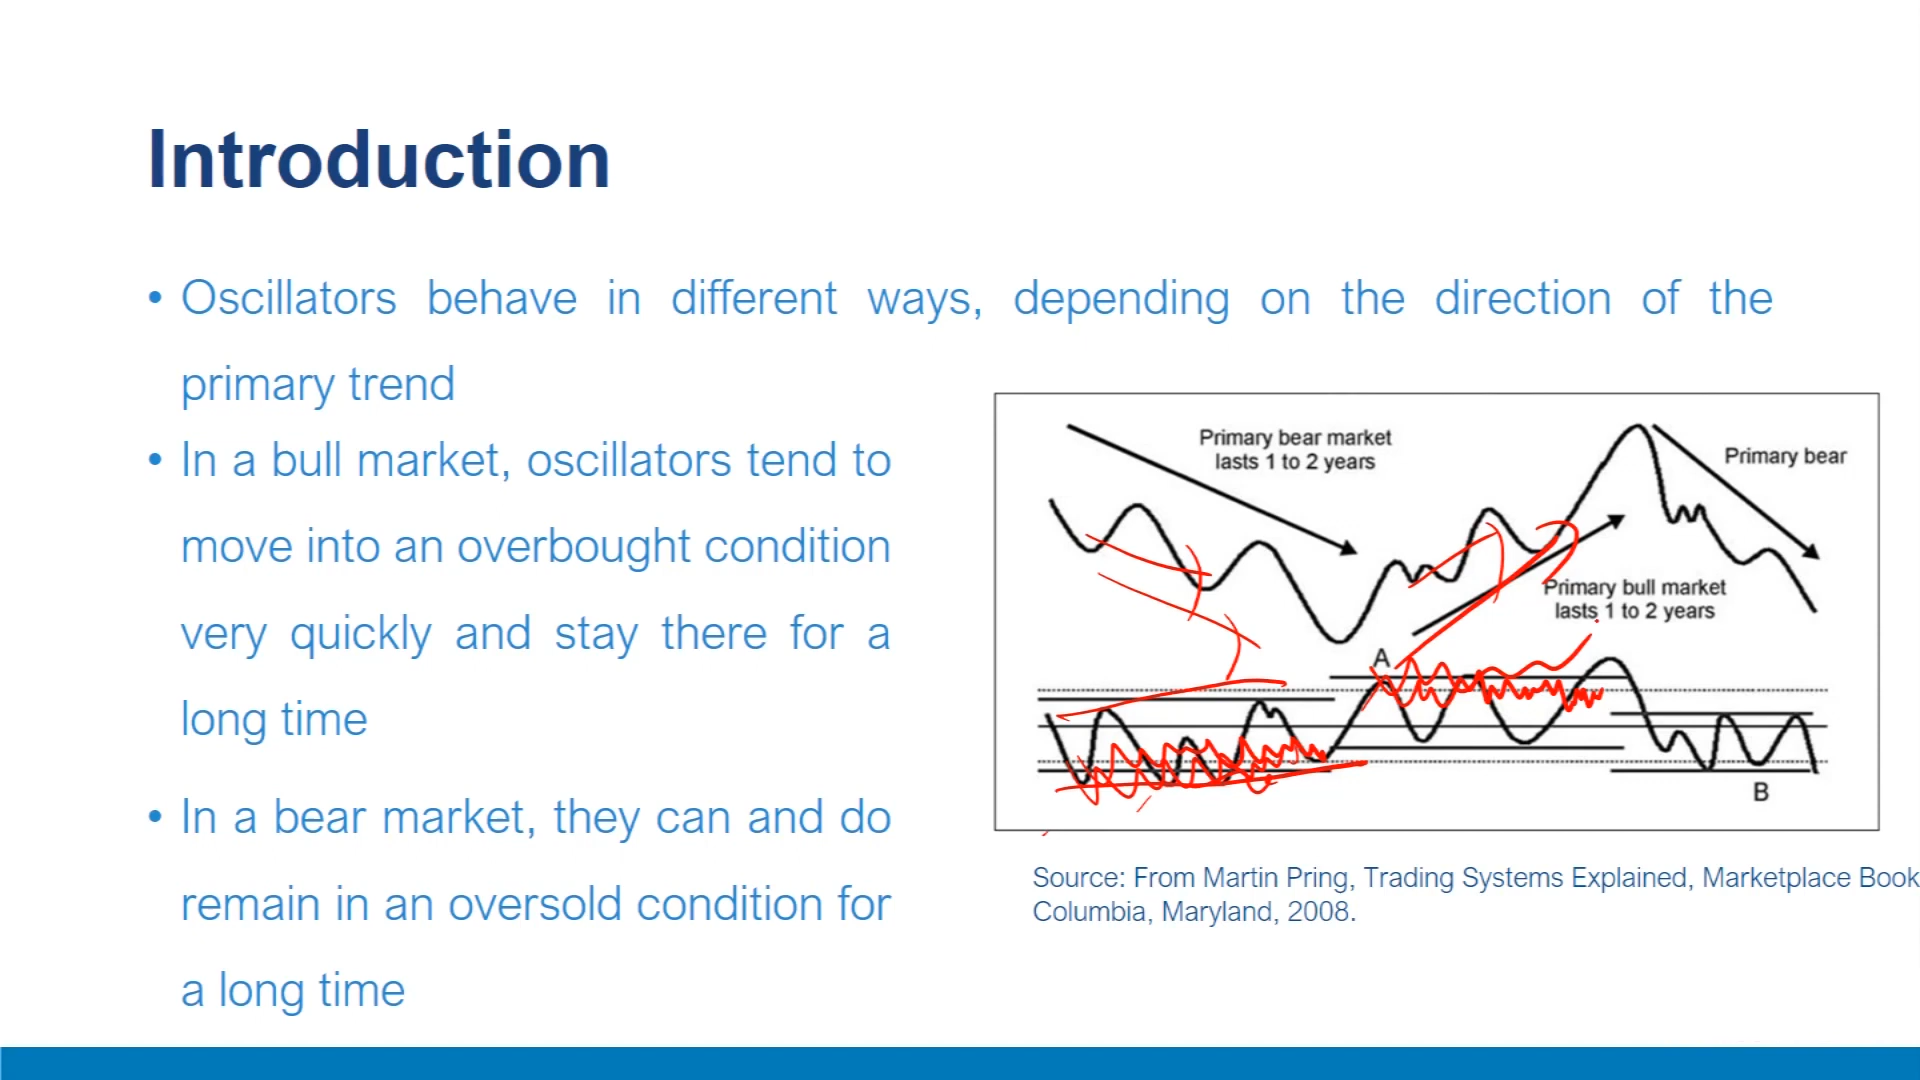 Introduction
• Oscillators behave in different ways, depending on the direction of the
primary trend
• In a bull market, oscillators tend to
move into an overbought condition
very quickly and stay there for a
long time
• In a bear market, they can and do
remain in an oversold condition for
a long time
Primary bear market
lasts 1 to 2 years
Primary bear
Primary bull market
lasts 1 to 2 years
A
B
Source: From Martin Pring, Trading Systems Explained, Marketplace Book
Columbia, Maryland, 2008.